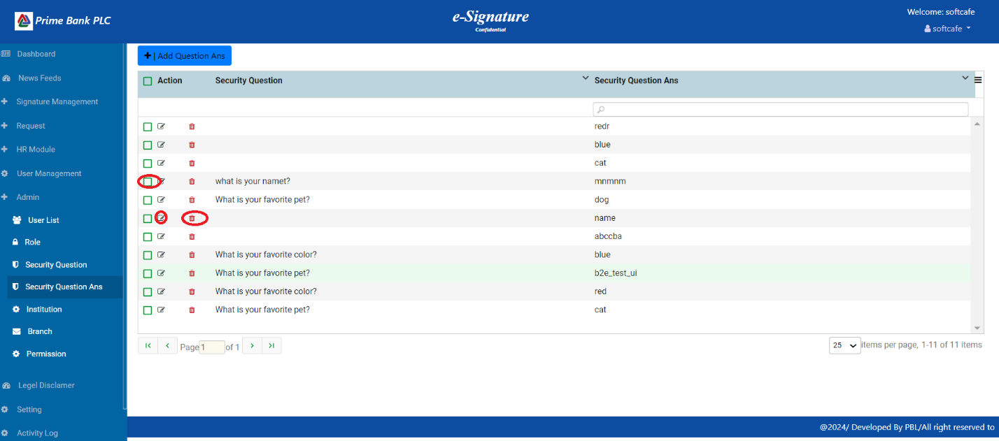 Prime Bank PLC
e-Signature
Confidential
Welcome: softcafe
softcafe
Dashboard
News Feeds
Signature Management
Request
HR Module
User Management
Admin
User List
Role
Security Question
Security Question Ans
Institution
Branch
Permission
Legel Disclamer
Setting
Activity Log
+ | Add Question Ans
Action Security Question Security Question Ans
redr
blue
cat
what is your namet? mnmnm
What is your favorite pet? dog
name
abccba
What is your favorite color? blue
What is your favorite pet? b2e_test_ui
What is your favorite color? red
What is your favorite pet? cat
Page 1 of 1 25 items per page, 1-11 of 11 items
@2024/ Developed By PBL/All right reserved to